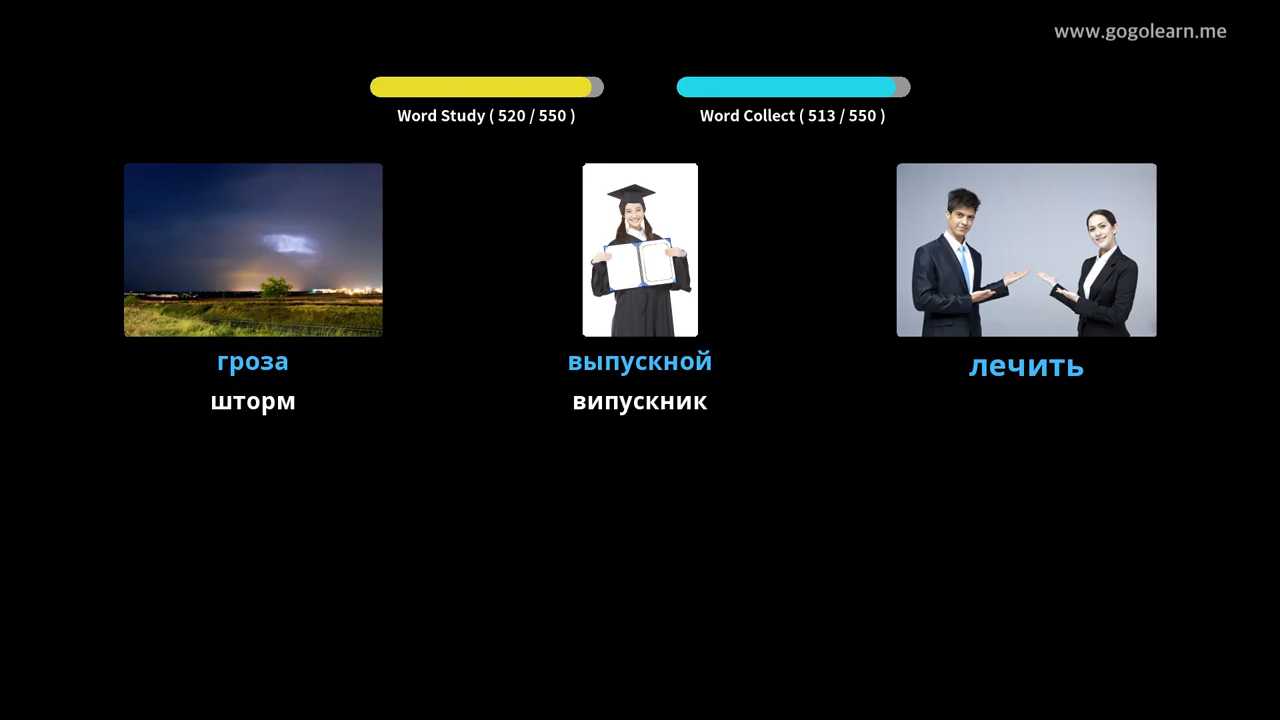 www.gogolearn.me
Word Study ( 520 / 550 )
Word Collect ( 513 / 550 )
гроза
выпускной
лечить
шторм
випускник